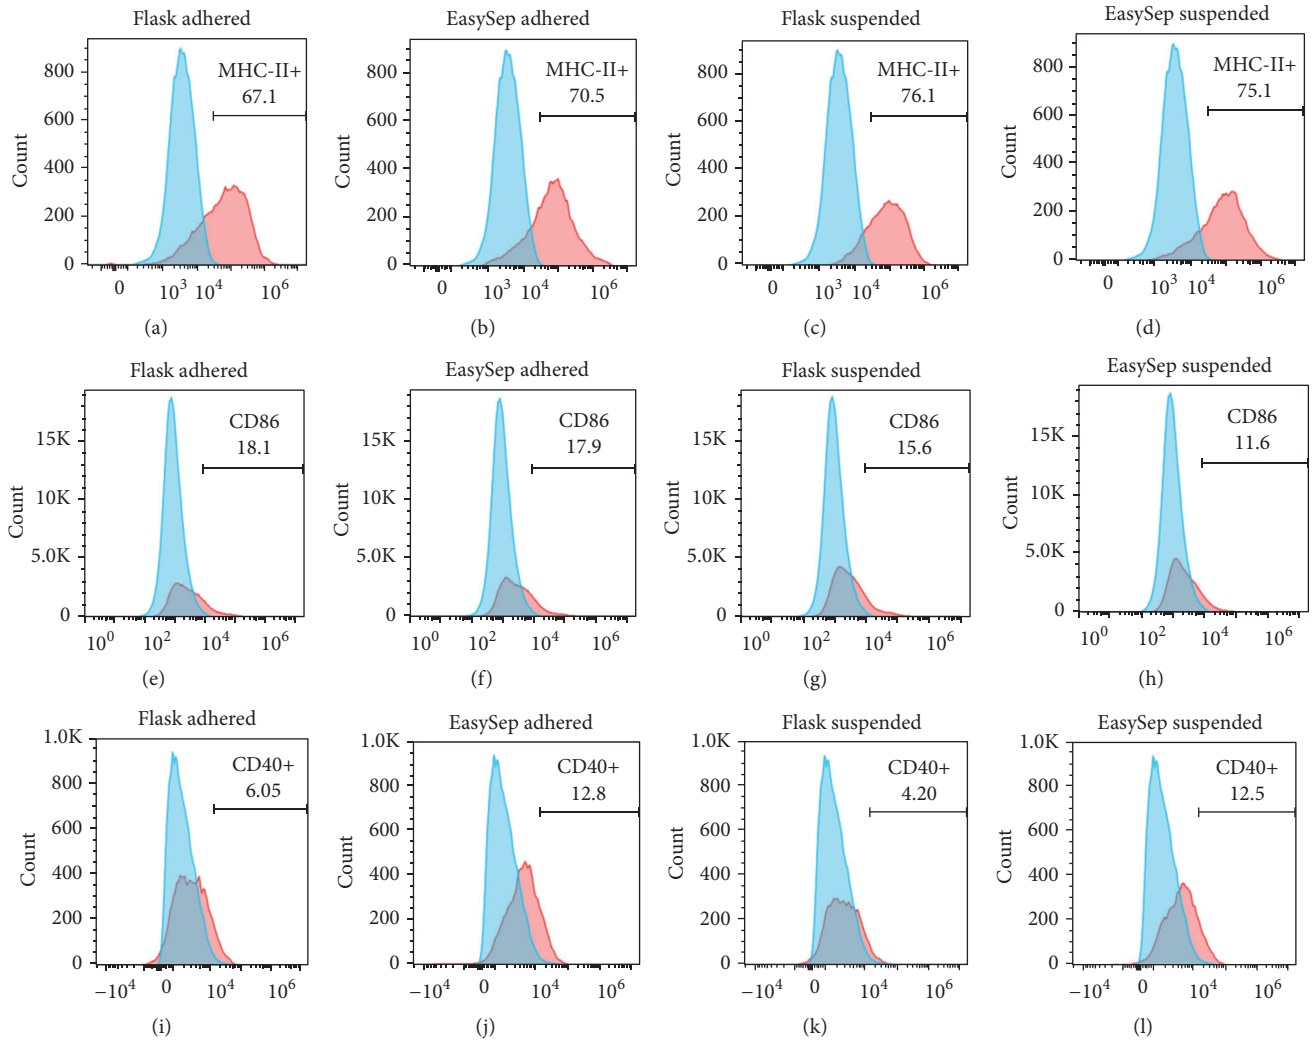 Flask adhered
EasySep adhered
Flask suspended
EasySep suspended
MHC-II+
67.1
MHC-II+
70.5
MHC-II+
76.1
MHC-II+
75.1
Count
800
600
400
200
0
Count
800
600
400
200
0
Count
800
600
400
200
0
Count
800
600
400
200
0
0 10³ 10⁴ 10⁶
0 10³ 10⁴ 10⁶
0 10³ 10⁴ 10⁶
0 10³ 10⁴ 10⁶
(a)
(b)
(c)
(d)
Flask adhered
EasySep adhered
Flask suspended
EasySep suspended
CD86
18.1
CD86
17.9
CD86
15.6
CD86
11.6
Count
15K
10K
5.0K
0
Count
15K
10K
5.0K
0
Count
15K
10K
5.0K
0
Count
15K
10K
5.0K
0
10⁰ 10² 10⁴ 10⁶
10⁰ 10² 10⁴ 10⁶
10⁰ 10² 10⁴ 10⁶
10⁰ 10² 10⁴ 10⁶
(e)
(f)
(g)
(h)
Flask adhered
EasySep adhered
Flask suspended
EasySep suspended
CD40+
6.05
CD40+
12.8
CD40+
4.20
CD40+
12.5
Count
1.0K
800
600
400
200
0
Count
1.0K
800
600
400
200
0
Count
1.0K
800
600
400
200
0
Count
1.0K
800
600
400
200
0
−10⁴ 0 10⁴ 10⁶
−10⁴ 0 10⁴ 10⁶
−10⁴ 0 10⁴ 10⁶
−10⁴ 0 10⁴ 10⁶
(i)
(j)
(k)
(l)